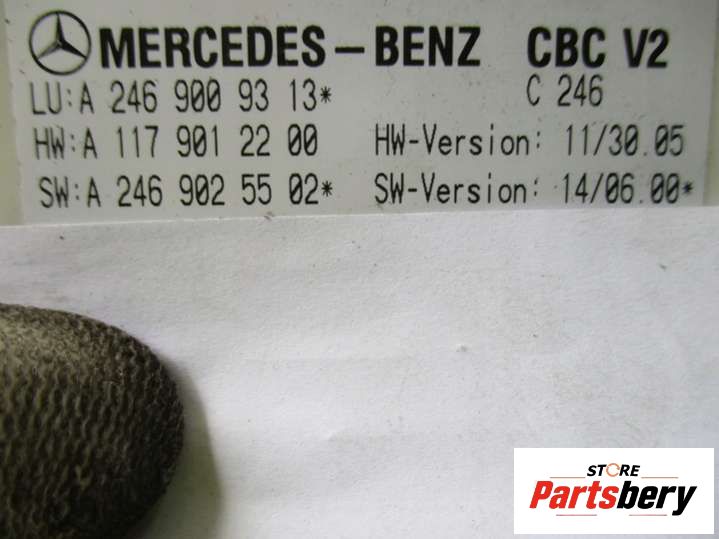 MERCEDES-BENZ CBC V2
LU:A 246 900 93 13* C 246
HW:A 117 901 22 00 HW-Version: 11/30.05
SW:A 246 902 55 02* SW-Version: 14/06.00*
STORE
Partsbery